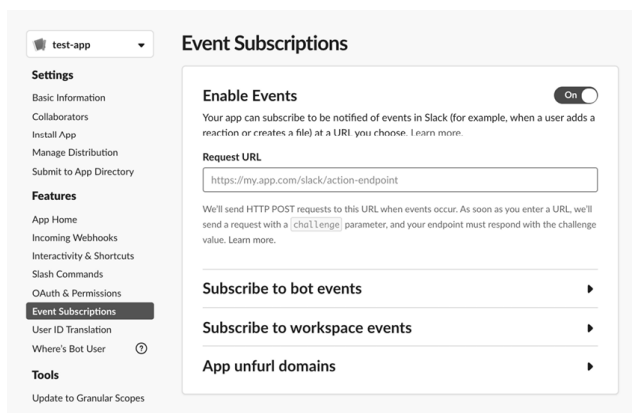 test-app
Settings
Basic Information
Collaborators
Install App
Manage Distribution
Submit to App Directory
Features
App Home
Incoming Webhooks
Interactivity & Shortcuts
Slash Commands
OAuth & Permissions
Event Subscriptions
User ID Translation
Where's Bot User ?
Tools
Update to Granular Scopes
Event Subscriptions
Enable Events
On
Your app can subscribe to be notified of events in Slack (for example, when a user adds a
reaction or creates a file) at a URL you choose. Learn more.
Request URL
https://my.app.com/slack/action-endpoint
We'll send HTTP POST requests to this URL when events occur. As soon as you enter a URL, we'll
send a request with a challenge parameter, and your endpoint must respond with the challenge
value. Learn more.
Subscribe to bot events
Subscribe to workspace events
App unfurl domains